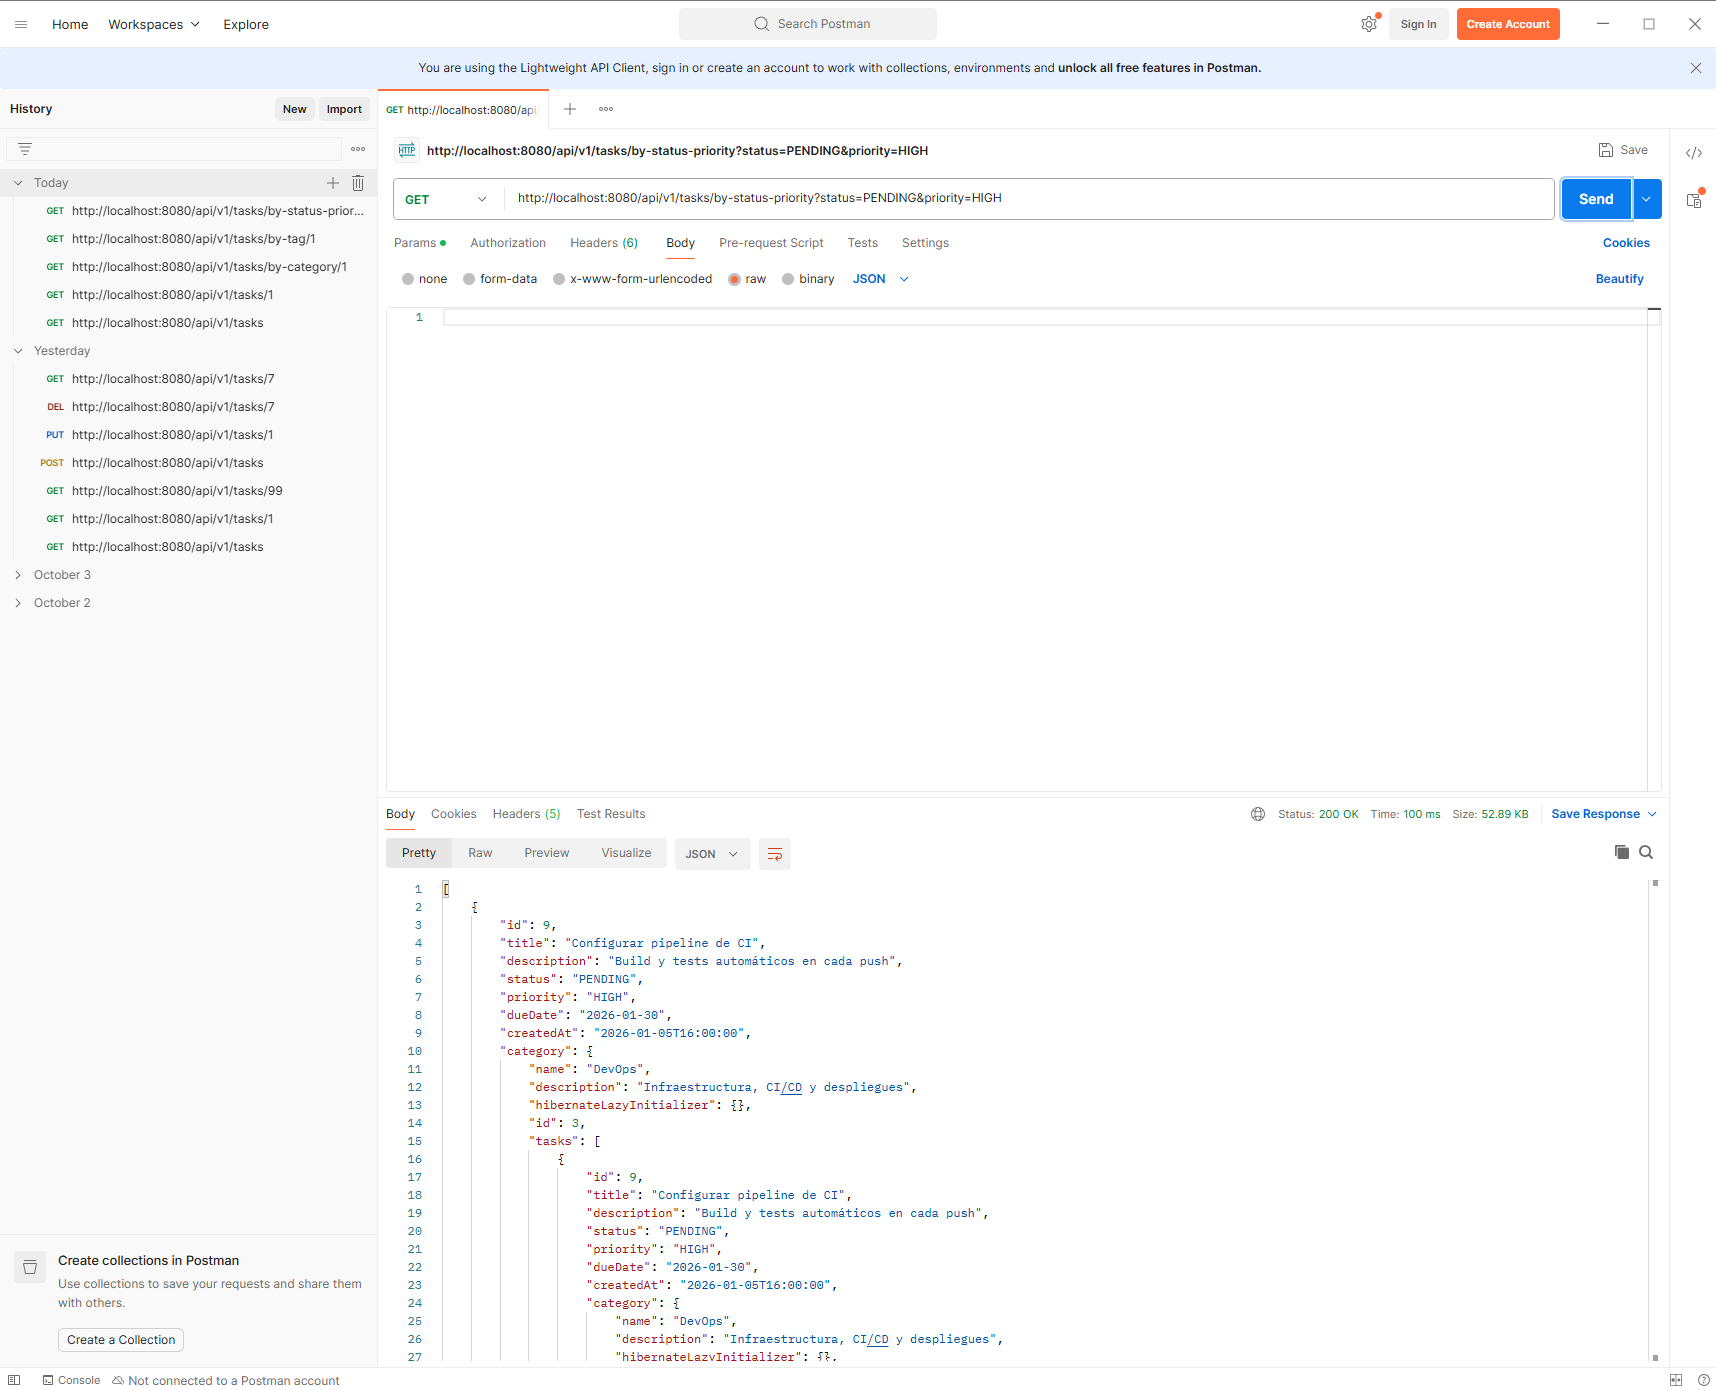 Home Workspaces Explore Search Postman Sign In Create Account
You are using the Lightweight API Client, sign in or create an account to work with collections, environments and unlock all free features in Postman.
History New Import
GET http://localhost:8080/api/
HTTP http://localhost:8080/api/v1/tasks/by-status-priority?status=PENDING&priority=HIGH Save
Today
GET http://localhost:8080/api/v1/tasks/by-status-prior...
GET http://localhost:8080/api/v1/tasks/by-tag/1
GET http://localhost:8080/api/v1/tasks/by-category/1
GET http://localhost:8080/api/v1/tasks/1
GET http://localhost:8080/api/v1/tasks
Yesterday
GET http://localhost:8080/api/v1/tasks/7
DEL http://localhost:8080/api/v1/tasks/7
PUT http://localhost:8080/api/v1/tasks/1
POST http://localhost:8080/api/v1/tasks
GET http://localhost:8080/api/v1/tasks/99
GET http://localhost:8080/api/v1/tasks/1
GET http://localhost:8080/api/v1/tasks
October 3
October 2
Create collections in Postman
Use collections to save your requests and share them
with others.
Create a Collection
GET http://localhost:8080/api/v1/tasks/by-status-priority?status=PENDING&priority=HIGH Send
Params Authorization Headers (6) Body Pre-request Script Tests Settings Cookies
none form-data x-www-form-urlencoded raw binary JSON Beautify
1
Body Cookies Headers (5) Test Results Status: 200 OK Time: 100 ms Size: 52.89 KB Save Response
Pretty Raw Preview Visualize JSON
1 [
2 {
3 "id": 9,
4 "title": "Configurar pipeline de CI",
5 "description": "Build y tests automáticos en cada push",
6 "status": "PENDING",
7 "priority": "HIGH",
8 "dueDate": "2026-01-30",
9 "createdAt": "2026-01-05T16:00:00",
10 "category": {
11 "name": "DevOps",
12 "description": "Infraestructura, CI/CD y despliegues",
13 "hibernateLazyInitializer": {},
14 "id": 3,
15 "tasks": [
16 {
17 "id": 9,
18 "title": "Configurar pipeline de CI",
19 "description": "Build y tests automáticos en cada push",
20 "status": "PENDING",
21 "priority": "HIGH",
22 "dueDate": "2026-01-30",
23 "createdAt": "2026-01-05T16:00:00",
24 "category": {
25 "name": "DevOps",
26 "description": "Infraestructura, CI/CD y despliegues",
27 "hibernateLazyInitializer": {},
Console Not connected to a Postman account